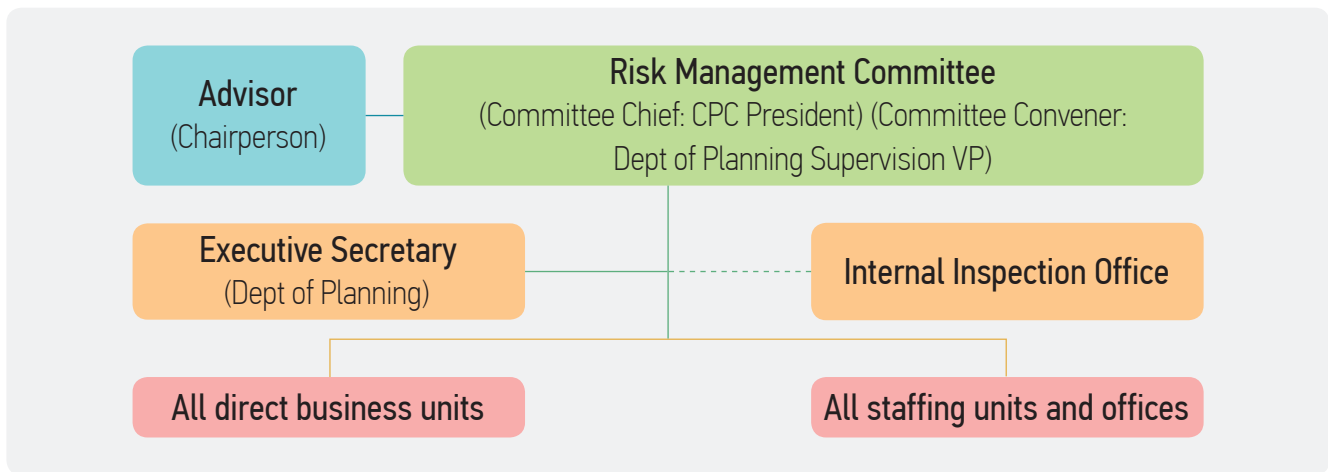 Advisor
(Chairperson)
Risk Management Committee
(Committee Chief: CPC President) (Committee Convener:
Dept of Planning Supervision VP)
Executive Secretary
(Dept of Planning)
Internal Inspection Office
All direct business units
All staffing units and offices